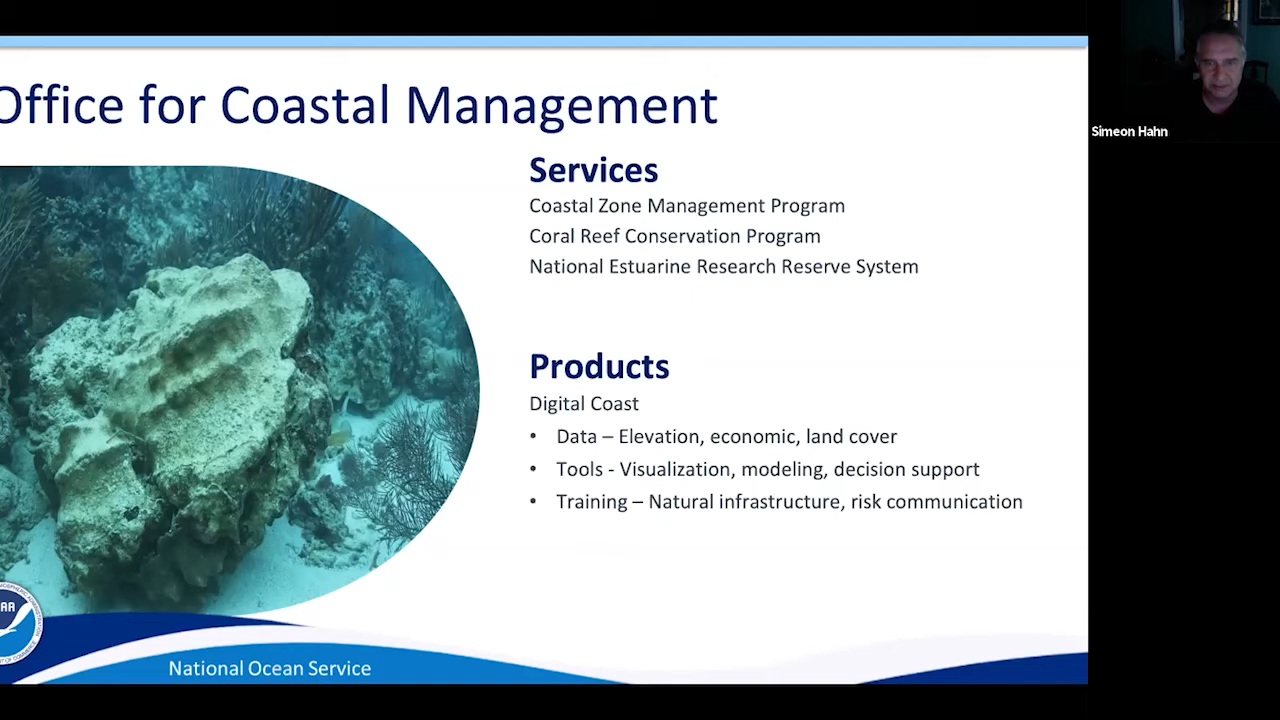 Office for Coastal Management
Simeon Hahn
Services
Coastal Zone Management Program
Coral Reef Conservation Program
National Estuarine Research Reserve System
Products
Digital Coast
• Data – Elevation, economic, land cover
• Tools - Visualization, modeling, decision support
• Training – Natural infrastructure, risk communication
National Ocean Service